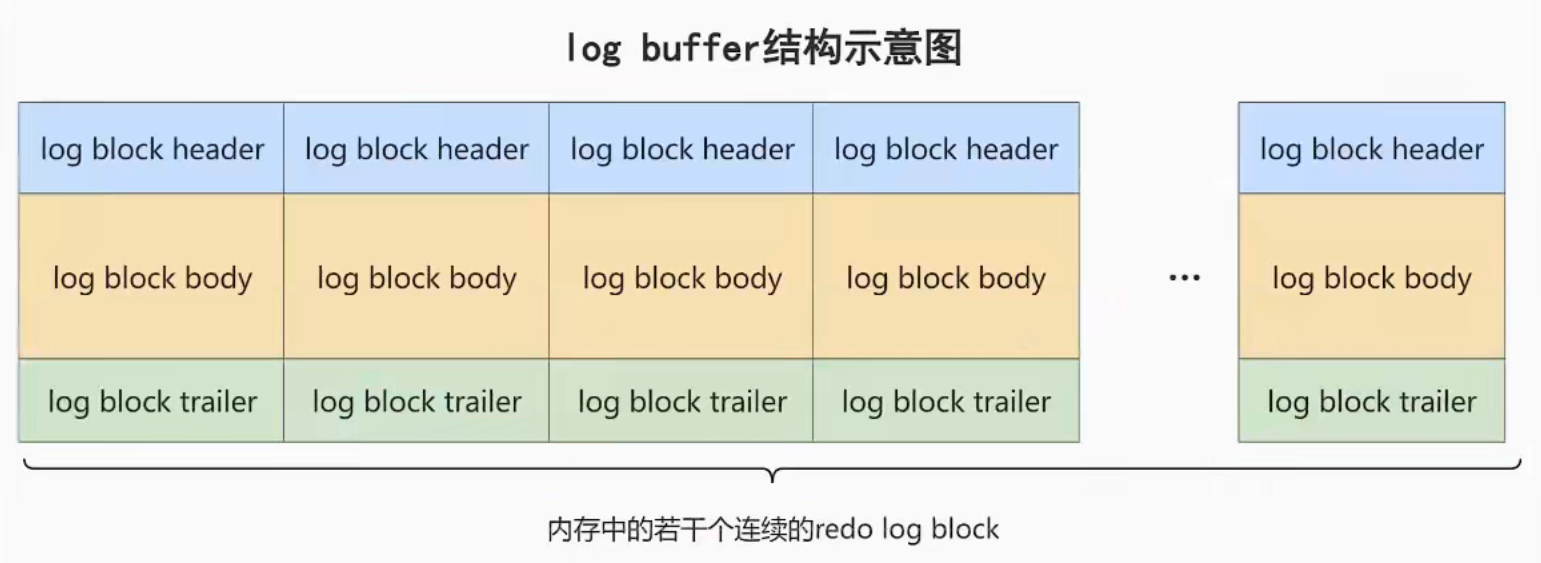 log buffer结构示意图
log block header log block header log block header log block header log block header
log block body log block body log block body log block body ... log block body
log block trailer log block trailer log block trailer log block trailer log block trailer
内存中的若干个连续的redo log block